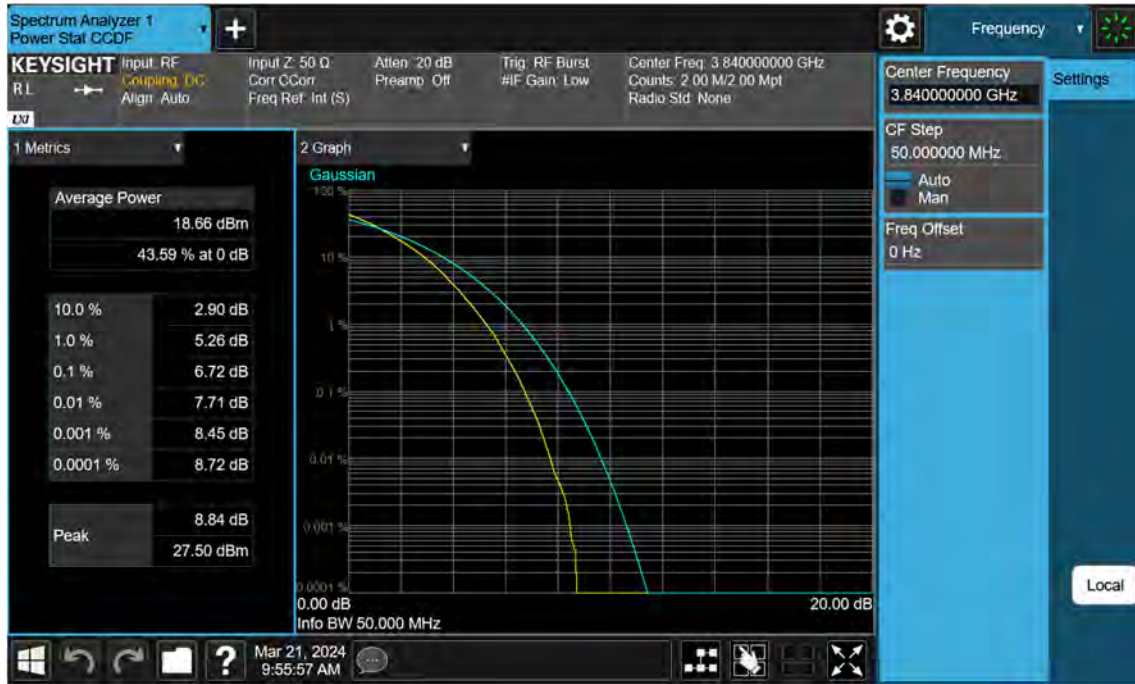 Spectrum Analyzer 1
Power Stat CCDF
+
Frequency
KEYSIGHT
RL
LXI
Input: RF
Coupling: DC
Align: Auto
Input Z: 50 Ω
Corr CCorr
Freq Ref: Int (S)
Atten: 20 dB
Preamp: Off
Trig: RF Burst
#IF Gain: Low
Center Freq: 3.840000000 GHz
Counts: 2.00 M/2.00 Mpt
Radio Std: None
Center Frequency
3.840000000 GHz
Settings
CF Step
50.000000 MHz
Auto
Man
Freq Offset
0 Hz
1 Metrics
Average Power
18.66 dBm
43.59 % at 0 dB
10.0 % 2.90 dB
1.0 % 5.26 dB
0.1 % 6.72 dB
0.01 % 7.71 dB
0.001 % 8.45 dB
0.0001 % 8.72 dB
Peak
8.84 dB
27.50 dBm
2 Graph
Gaussian
100 %
10 %
1 %
0.1 %
0.01 %
0.001 %
0.0001 %
0.00 dB 20.00 dB
Info BW 50.000 MHz
Local
?
Mar 21, 2024
9:55:57 AM